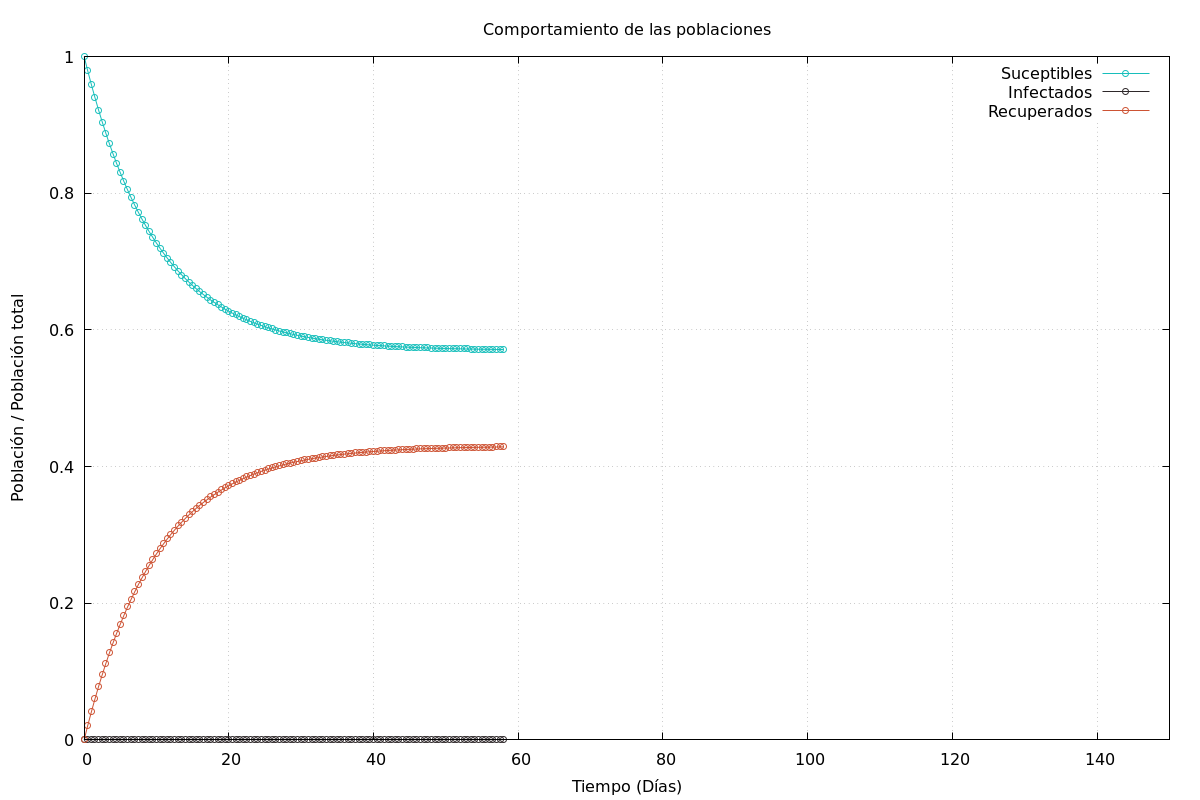 Comportamiento de las poblaciones
Suceptibles
Infectados
Recuperados
Población / Población total
1
0.8
0.6
0.4
0.2
0
0 20 40 60 80 100 120 140
Tiempo (Días)